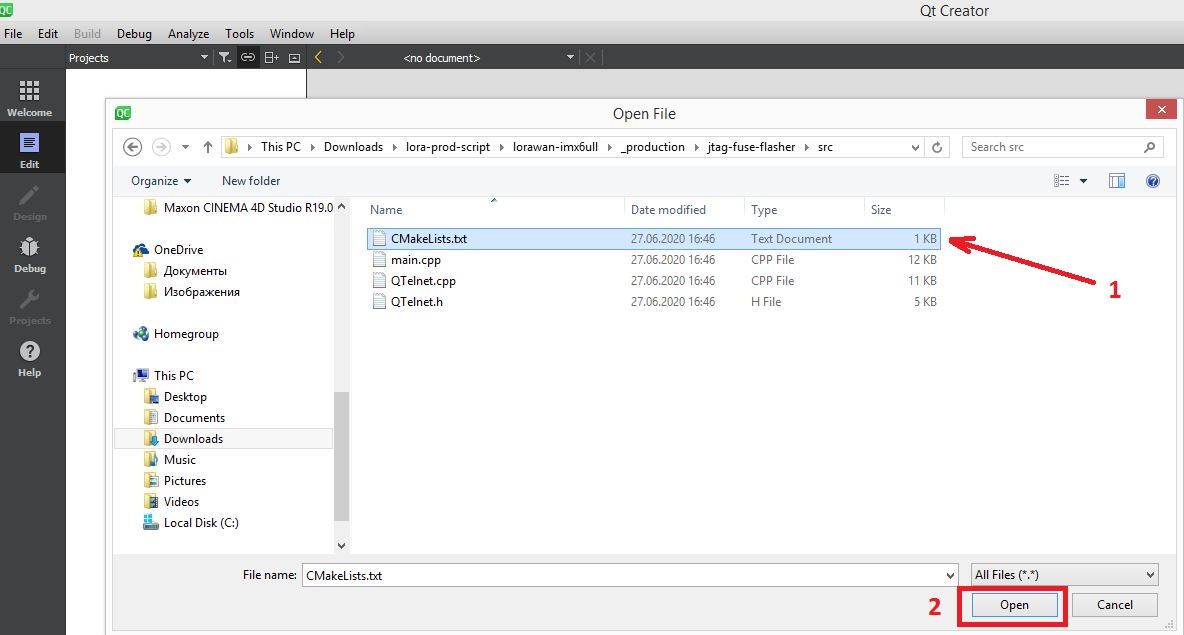 QC
Qt Creator
File Edit Build Debug Analyze Tools Window Help
Projects <no document>
Welcome
Edit
Design
Debug
Projects
Help
QC Open File
This PC Downloads lora-prod-script lorawan-imx6ull _production jtag-fuse-flasher src Search src
Organize New folder
Maxon CINEMA 4D Studio R19.0
OneDrive
Документы
Изображения
Homegroup
This PC
Desktop
Documents
Downloads
Music
Pictures
Videos
Local Disk (C:)
Name Date modified Type Size
CMakeLists.txt 27.06.2020 16:46 Text Document 1 KB
main.cpp 27.06.2020 16:46 CPP File 12 KB
QTelnet.cpp 27.06.2020 16:46 CPP File 11 KB
QTelnet.h 27.06.2020 16:46 H File 5 KB
1
File name: CMakeLists.txt All Files (*.*)
2 Open Cancel